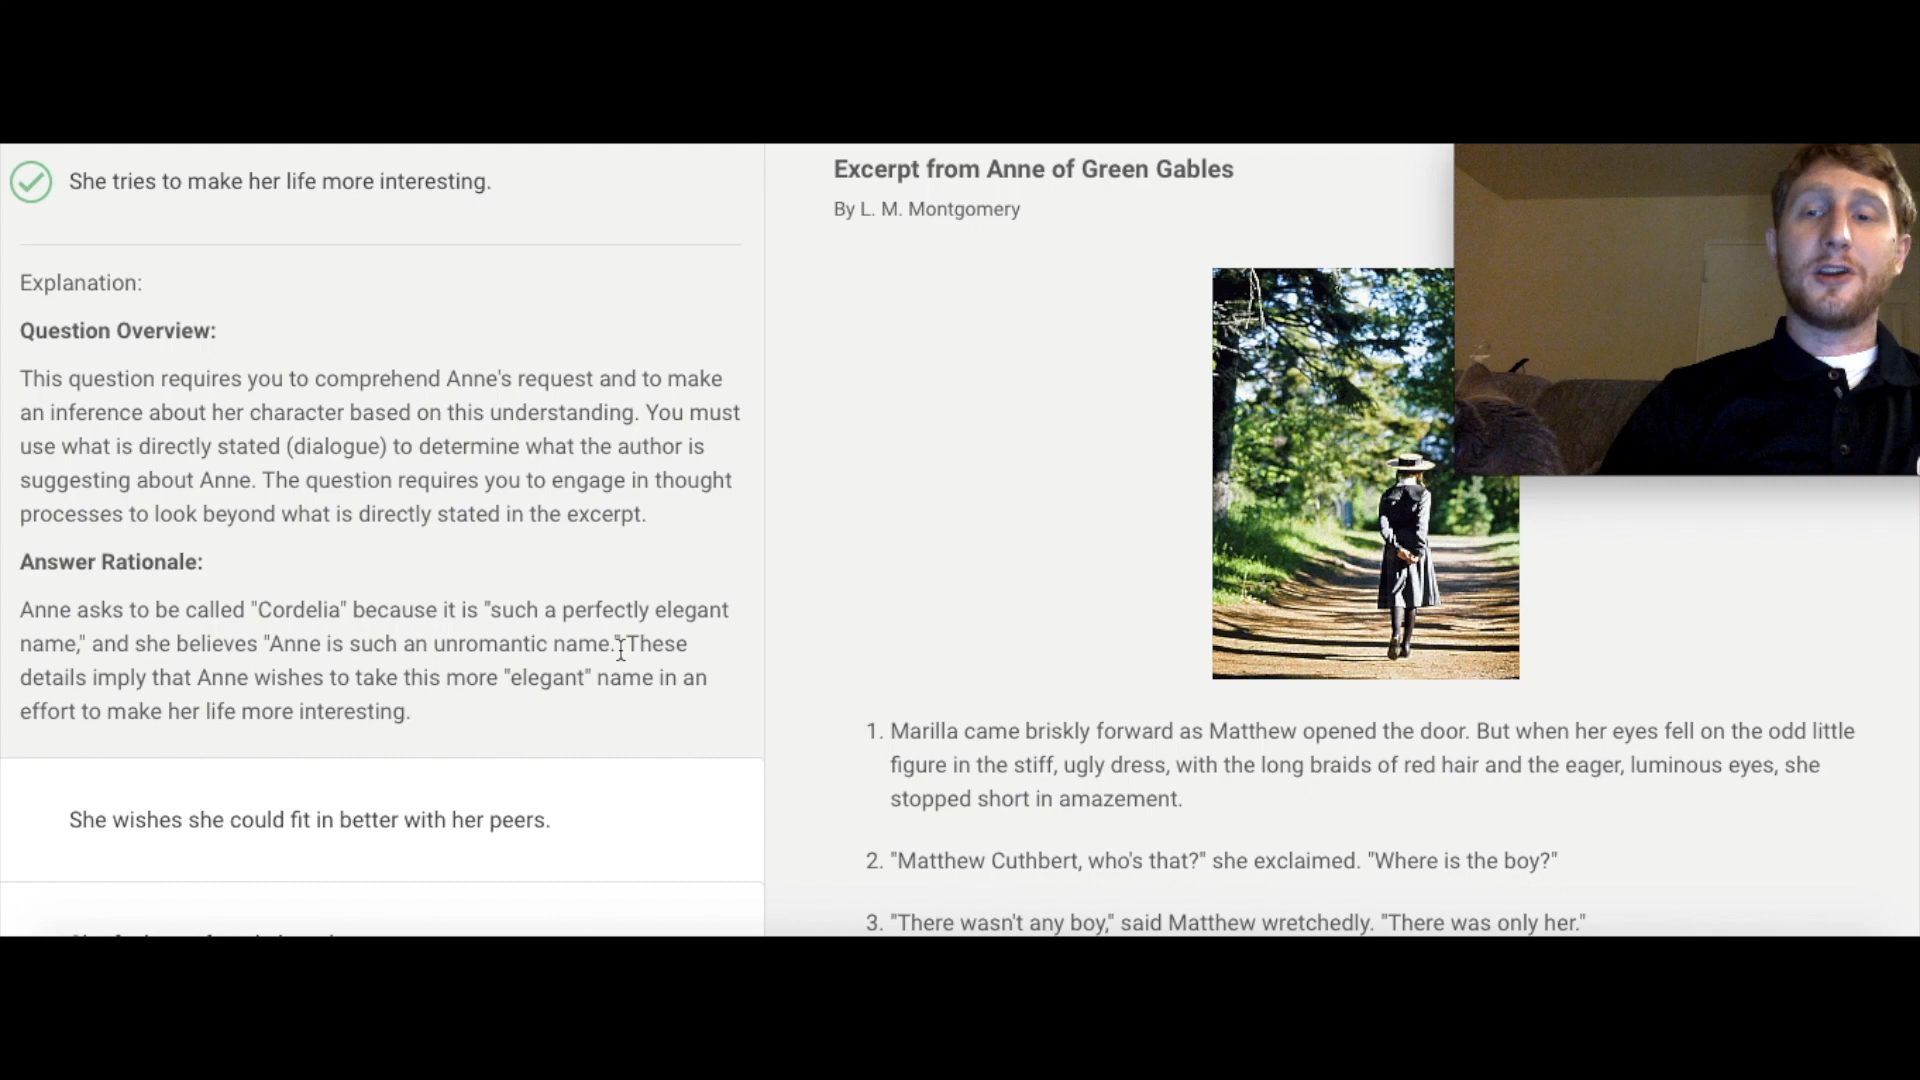 She tries to make her life more interesting.
Explanation:
Question Overview:
This question requires you to comprehend Anne's request and to make
an inference about her character based on this understanding. You must
use what is directly stated (dialogue) to determine what the author is
suggesting about Anne. The question requires you to engage in thought
processes to look beyond what is directly stated in the excerpt.
Answer Rationale:
Anne asks to be called "Cordelia" because it is "such a perfectly elegant
name," and she believes "Anne is such an unromantic name." These
details imply that Anne wishes to take this more "elegant" name in an
effort to make her life more interesting.
She wishes she could fit in better with her peers.
Excerpt from Anne of Green Gables
By L. M. Montgomery
1. Marilla came briskly forward as Matthew opened the door. But when her eyes fell on the odd little
figure in the stiff, ugly dress, with the long braids of red hair and the eager, luminous eyes, she
stopped short in amazement.
2. "Matthew Cuthbert, who's that?" she exclaimed. "Where is the boy?"
3. "There wasn't any boy," said Matthew wretchedly. "There was only her."